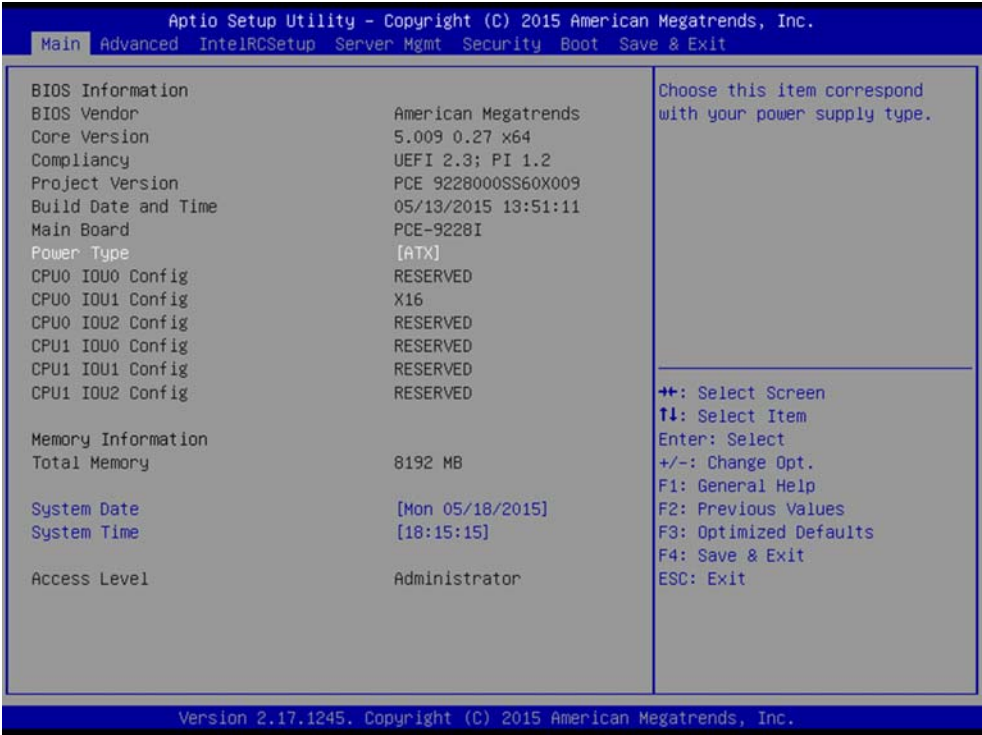 Aptio Setup Utility – Copyright (C) 2015 American Megatrends, Inc.
Main Advanced IntelRCSetup Server Mgmt Security Boot Save & Exit
BIOS Information
BIOS Vendor American Megatrends
Core Version 5.009 0.27 x64
Compliancy UEFI 2.3; PI 1.2
Project Version PCE 9228000SS60X009
Build Date and Time 05/13/2015 13:51:11
Main Board PCE-9228I
Power Type [ATX]
CPU0 IOU0 Config RESERVED
CPU0 IOU1 Config X16
CPU0 IOU2 Config RESERVED
CPU1 IOU0 Config RESERVED
CPU1 IOU1 Config RESERVED
CPU1 IOU2 Config RESERVED
Memory Information
Total Memory 8192 MB
System Date [Mon 05/18/2015]
System Time [18:15:15]
Access Level Administrator
Choose this item correspond
with your power supply type.
→←: Select Screen
↑↓: Select Item
Enter: Select
+/-: Change Opt.
F1: General Help
F2: Previous Values
F3: Optimized Defaults
F4: Save & Exit
ESC: Exit
Version 2.17.1245. Copyright (C) 2015 American Megatrends, Inc.